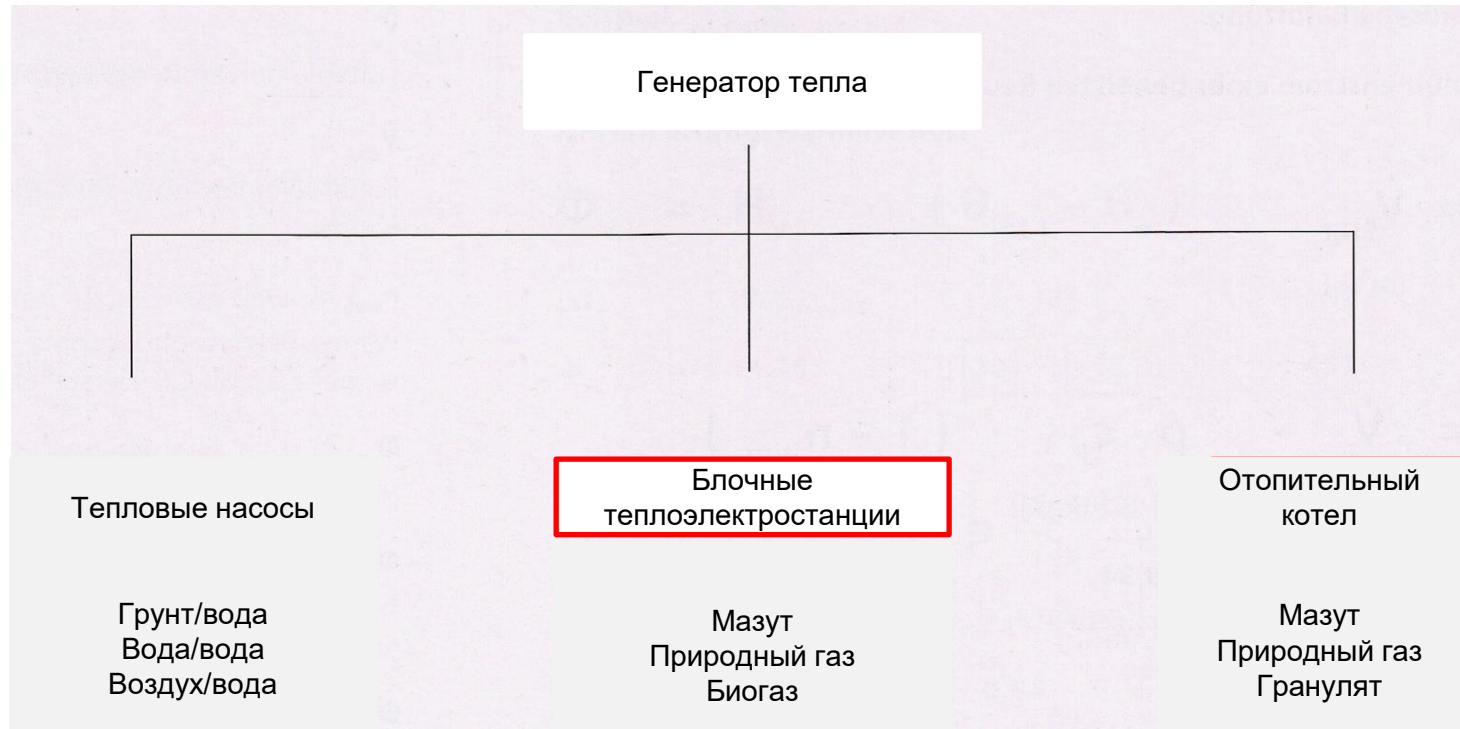 Генератор тепла
Тепловые насосы
Блочные
теплоэлектростанции
Отопительный
котел
Грунт/вода
Вода/вода
Воздух/вода
Мазут
Природный газ
Биогаз
Мазут
Природный газ
Гранулят